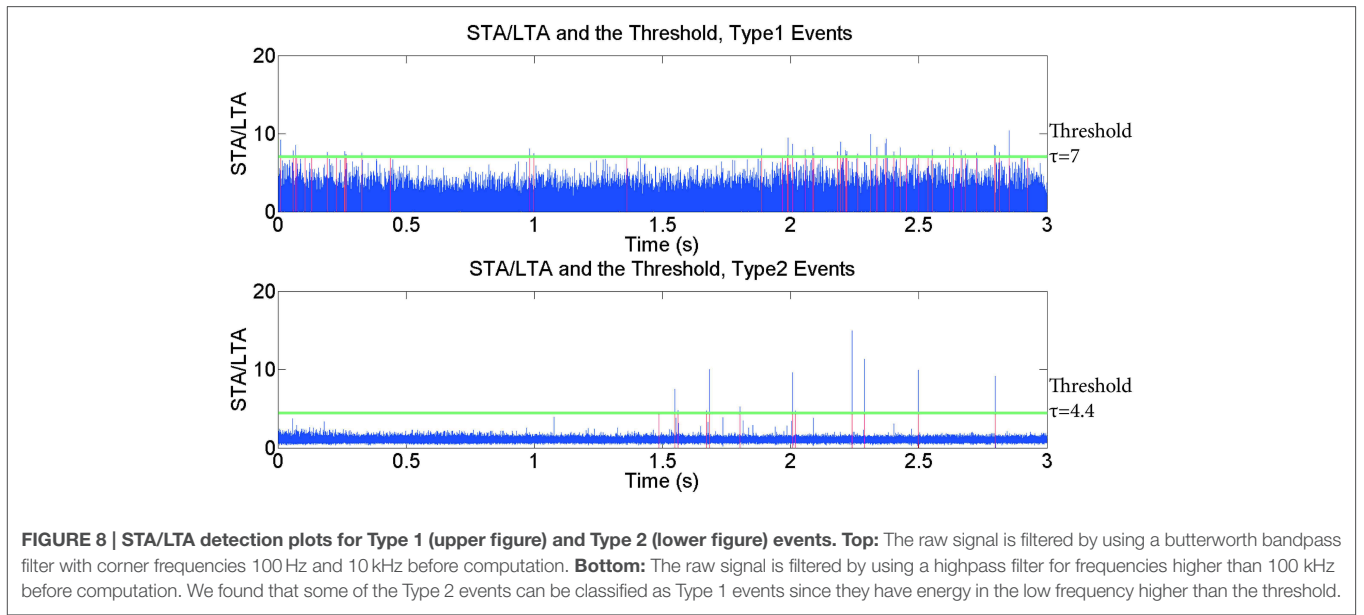 STA/LTA and the Threshold, Type1 Events
20
10
0
STA/LTA
Threshold
τ=7
0 0.5 1 1.5 2 2.5 3
Time (s)
STA/LTA and the Threshold, Type2 Events
20
10
0
STA/LTA
Threshold
τ=4.4
0 0.5 1 1.5 2 2.5 3
Time (s)
FIGURE 8 | STA/LTA detection plots for Type 1 (upper figure) and Type 2 (lower figure) events. Top: The raw signal is filtered by using a butterworth bandpass
filter with corner frequencies 100 Hz and 10 kHz before computation. Bottom: The raw signal is filtered by using a highpass filter for frequencies higher than 100 kHz
before computation. We found that some of the Type 2 events can be classified as Type 1 events since they have energy in the low frequency higher than the threshold.